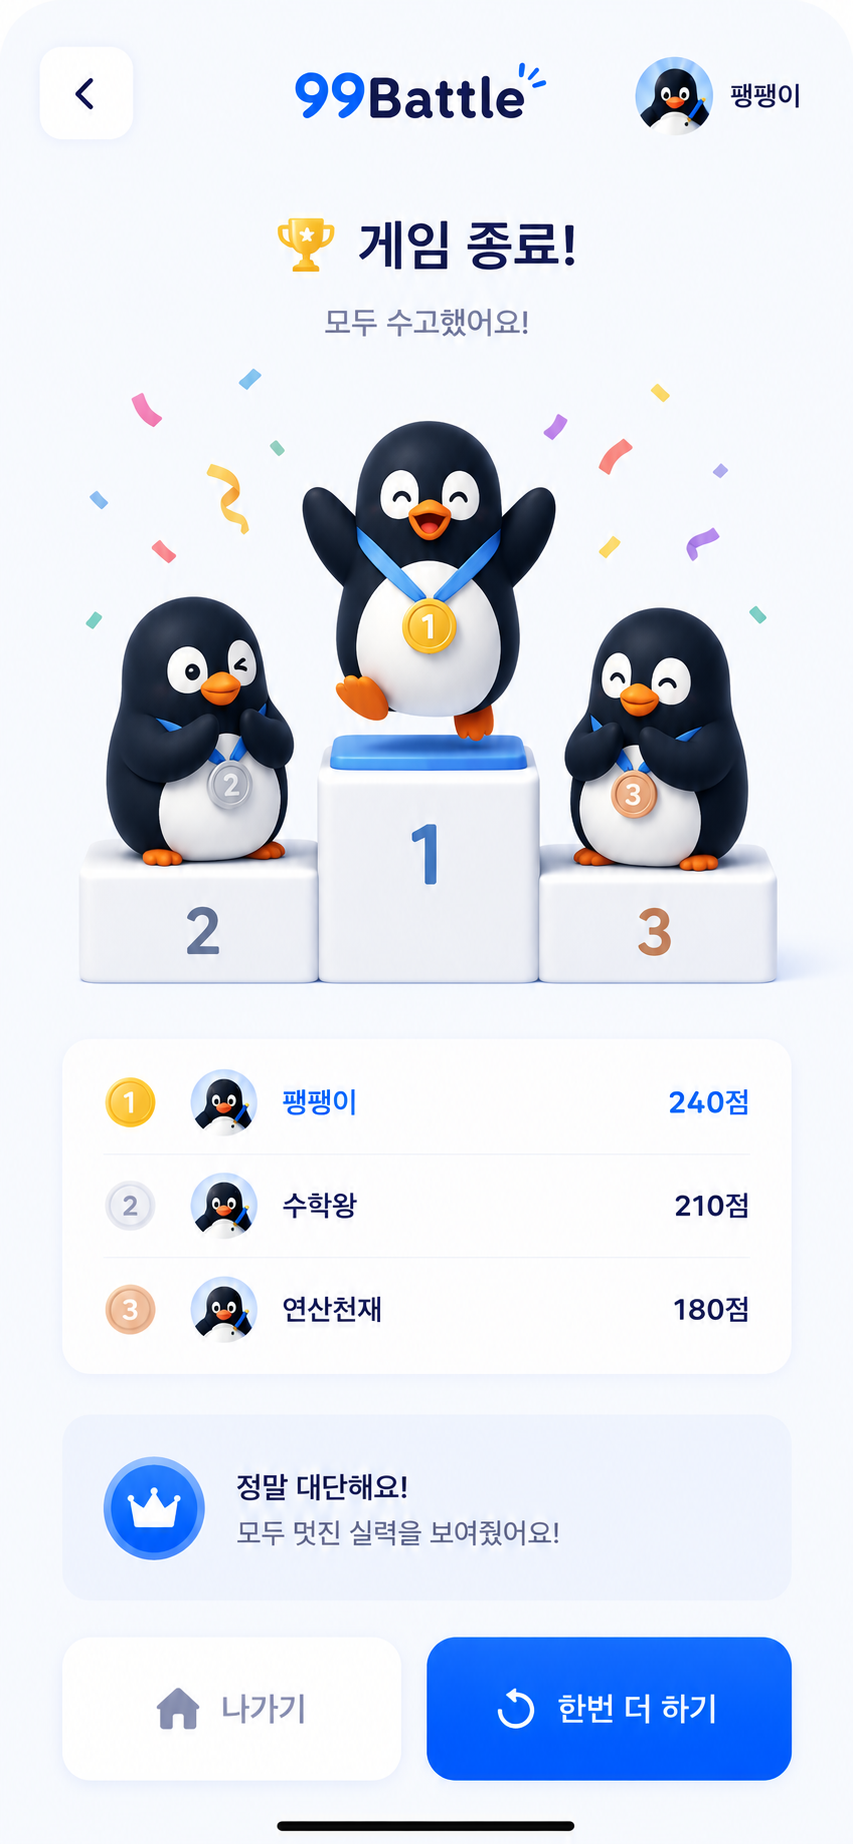 99Battle
팽팽이
게임 종료!
모두 수고했어요!
1
2
3
1
2
3
1 팽팽이 240점
2 수학왕 210점
3 연산천재 180점
정말 대단해요!
모두 멋진 실력을 보여줬어요!
나가기
한번 더 하기